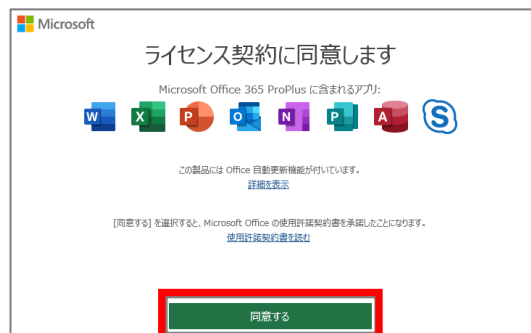 Microsoft
ライセンス契約に同意します
Microsoft Office 365 ProPlus に含まれるアプリ:
W X P O N P A S
この製品には Office 自動更新機能が付いています。
詳細を表示
[同意する] を選択すると、Microsoft Office の使用許諾契約書を承諾したことになります。
使用許諾契約書を読む
同意する